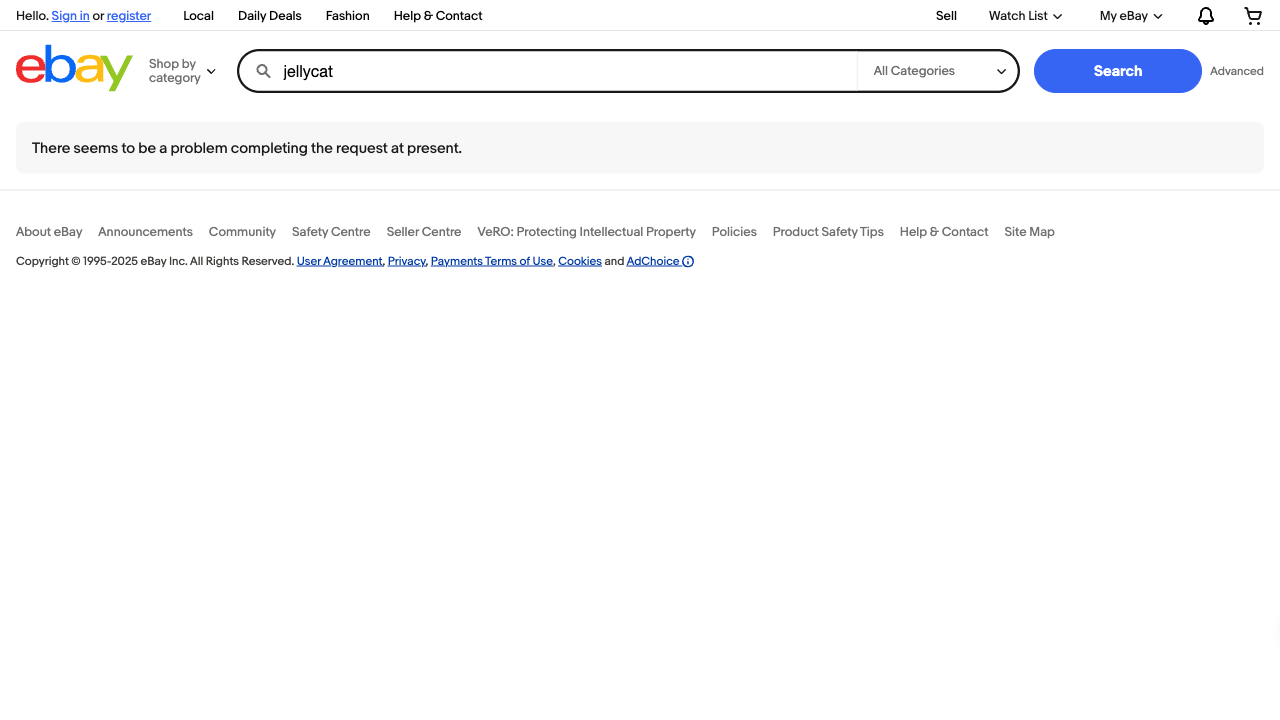 Hello. Sign in or register
Local
Daily Deals
Fashion
Help & Contact
Sell
Watch List
My eBay
ebay
Shop by
category
jellycat
All Categories
Search
Advanced
There seems to be a problem completing the request at present.
About eBay
Announcements
Community
Safety Centre
Seller Centre
VeRO: Protecting Intellectual Property
Policies
Product Safety Tips
Help & Contact
Site Map
Copyright © 1995-2025 eBay Inc. All Rights Reserved. User Agreement, Privacy, Payments Terms of Use, Cookies and AdChoice